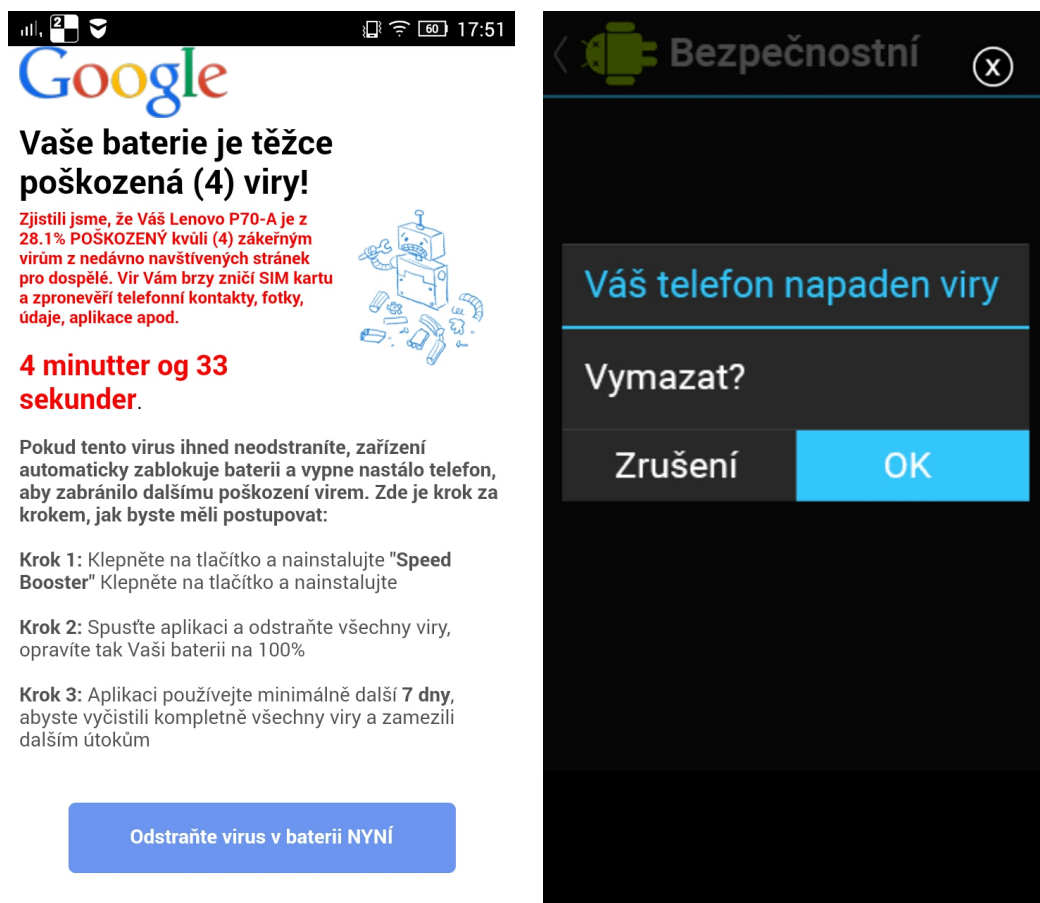 2
60
17:51
Google
Vaše baterie je těžce
poškozená (4) viry!
Zjistili jsme, že Váš Lenovo P70-A je z
28.1% POŠKOZENÝ kvůli (4) zákeřným
virům z nedávno navštívených stránek
pro dospělé. Vir Vám brzy zničí SIM kartu
a zpronevěří telefonní kontakty, fotky,
údaje, aplikace apod.
4 minutter og 33
sekunder.
Pokud tento virus ihned neodstraníte, zařízení
automaticky zablokuje baterii a vypne nastálo telefon,
aby zabránilo dalšímu poškození virem. Zde je krok za
krokem, jak byste měli postupovat:
Krok 1: Klepněte na tlačítko a nainstalujte "Speed
Booster" Klepněte na tlačítko a nainstalujte
Krok 2: Spusťte aplikaci a odstraňte všechny viry,
opravíte tak Vaši baterii na 100%
Krok 3: Aplikaci používejte minimálně další 7 dny,
abyste vyčistili kompletně všechny viry a zamezili
dalším útokům
Odstraňte virus v baterii NYNÍ
Bezpečnostní
X
Váš telefon napaden viry
Vymazat?
Zrušení
OK